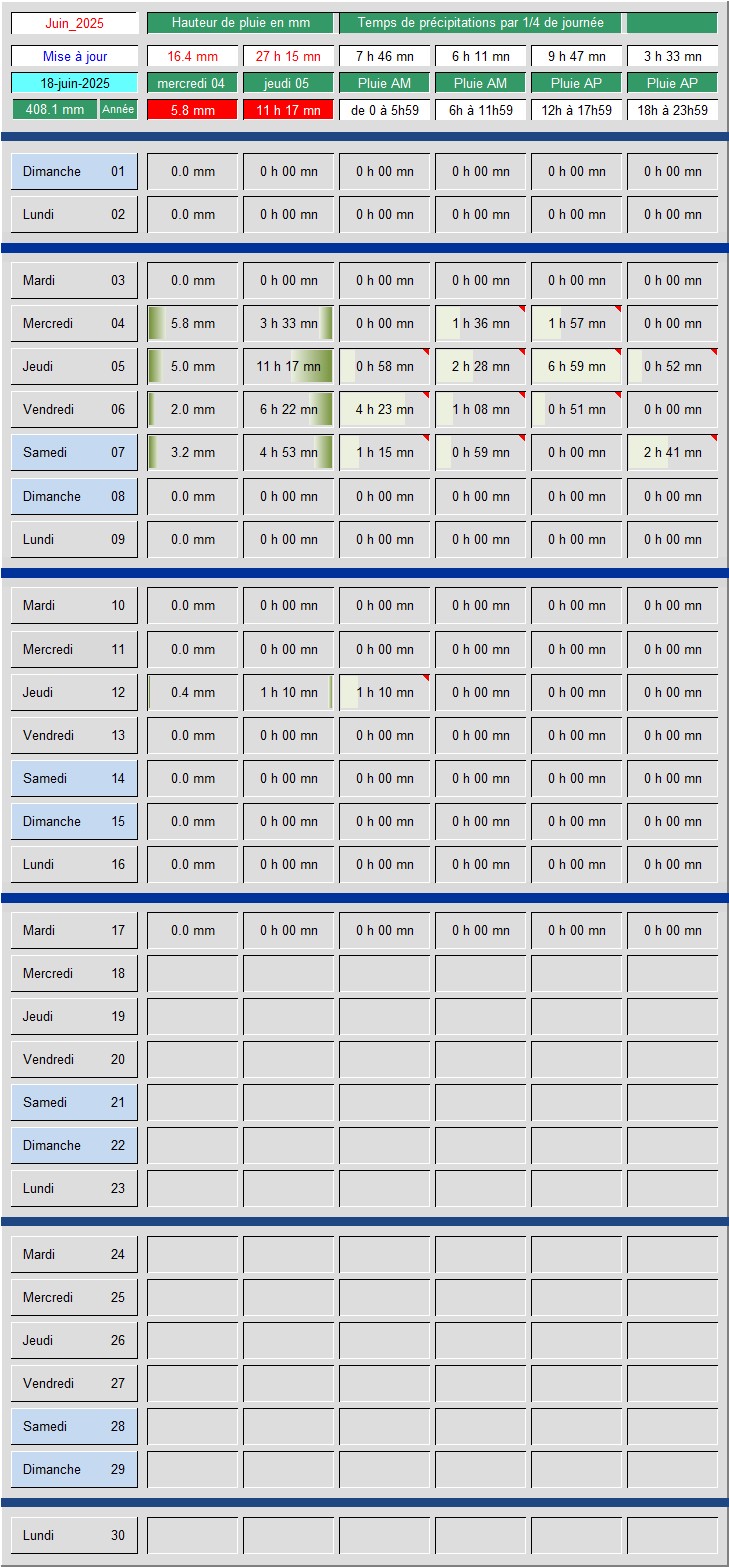 Juin_2025 Hauteur de pluie en mm Temps de précipitations par 1/4 de journée
Mise à jour 16.4 mm 27 h 15 mn 7 h 46 mn 6 h 11 mn 9 h 47 mn 3 h 33 mn
18-juin-2025 mercredi 04 jeudi 05 Pluie AM Pluie AM Pluie AP Pluie AP
408.1 mm Année 5.8 mm 11 h 17 mn de 0 à 5h59 6h à 11h59 12h à 17h59 18h à 23h59
Dimanche 01 0.0 mm 0 h 00 mn 0 h 00 mn 0 h 00 mn 0 h 00 mn 0 h 00 mn
Lundi 02 0.0 mm 0 h 00 mn 0 h 00 mn 0 h 00 mn 0 h 00 mn 0 h 00 mn
Mardi 03 0.0 mm 0 h 00 mn 0 h 00 mn 0 h 00 mn 0 h 00 mn 0 h 00 mn
Mercredi 04 5.8 mm 3 h 33 mn 0 h 00 mn 1 h 36 mn 1 h 57 mn 0 h 00 mn
Jeudi 05 5.0 mm 11 h 17 mn 0 h 58 mn 2 h 28 mn 6 h 59 mn 0 h 52 mn
Vendredi 06 2.0 mm 6 h 22 mn 4 h 23 mn 1 h 08 mn 0 h 51 mn 0 h 00 mn
Samedi 07 3.2 mm 4 h 53 mn 1 h 15 mn 0 h 59 mn 0 h 00 mn 2 h 41 mn
Dimanche 08 0.0 mm 0 h 00 mn 0 h 00 mn 0 h 00 mn 0 h 00 mn 0 h 00 mn
Lundi 09 0.0 mm 0 h 00 mn 0 h 00 mn 0 h 00 mn 0 h 00 mn 0 h 00 mn
Mardi 10 0.0 mm 0 h 00 mn 0 h 00 mn 0 h 00 mn 0 h 00 mn 0 h 00 mn
Mercredi 11 0.0 mm 0 h 00 mn 0 h 00 mn 0 h 00 mn 0 h 00 mn 0 h 00 mn
Jeudi 12 0.4 mm 1 h 10 mn 1 h 10 mn 0 h 00 mn 0 h 00 mn 0 h 00 mn
Vendredi 13 0.0 mm 0 h 00 mn 0 h 00 mn 0 h 00 mn 0 h 00 mn 0 h 00 mn
Samedi 14 0.0 mm 0 h 00 mn 0 h 00 mn 0 h 00 mn 0 h 00 mn 0 h 00 mn
Dimanche 15 0.0 mm 0 h 00 mn 0 h 00 mn 0 h 00 mn 0 h 00 mn 0 h 00 mn
Lundi 16 0.0 mm 0 h 00 mn 0 h 00 mn 0 h 00 mn 0 h 00 mn 0 h 00 mn
Mardi 17 0.0 mm 0 h 00 mn 0 h 00 mn 0 h 00 mn 0 h 00 mn 0 h 00 mn
Mercredi 18
Jeudi 19
Vendredi 20
Samedi 21
Dimanche 22
Lundi 23
Mardi 24
Mercredi 25
Jeudi 26
Vendredi 27
Samedi 28
Dimanche 29
Lundi 30